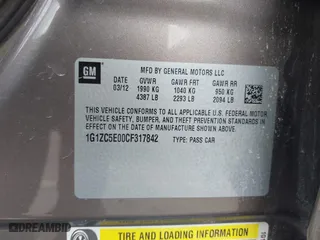 GM
MFD BY GENERAL MOTORS LLC
DATE GVWR GAWR FRT GAWR RR
03/12 1990 KG 1040 KG 950 KG
4387 LB 2293 LB 2094 LB
THIS VEHICLE CONFORMS TO ALL APPLICABLE U.S. FEDERAL MOTOR
VEHICLE SAFETY, BUMPER, AND THEFT PREVENTION STANDARDS
IN EFFECT ON THE DATE OF MANUFACTURE SHOWN ABOVE.
1G1ZC5E00CF317842 TYPE: PASS CAR
TIRE AND LOADING INFORMATION
DREAMBID